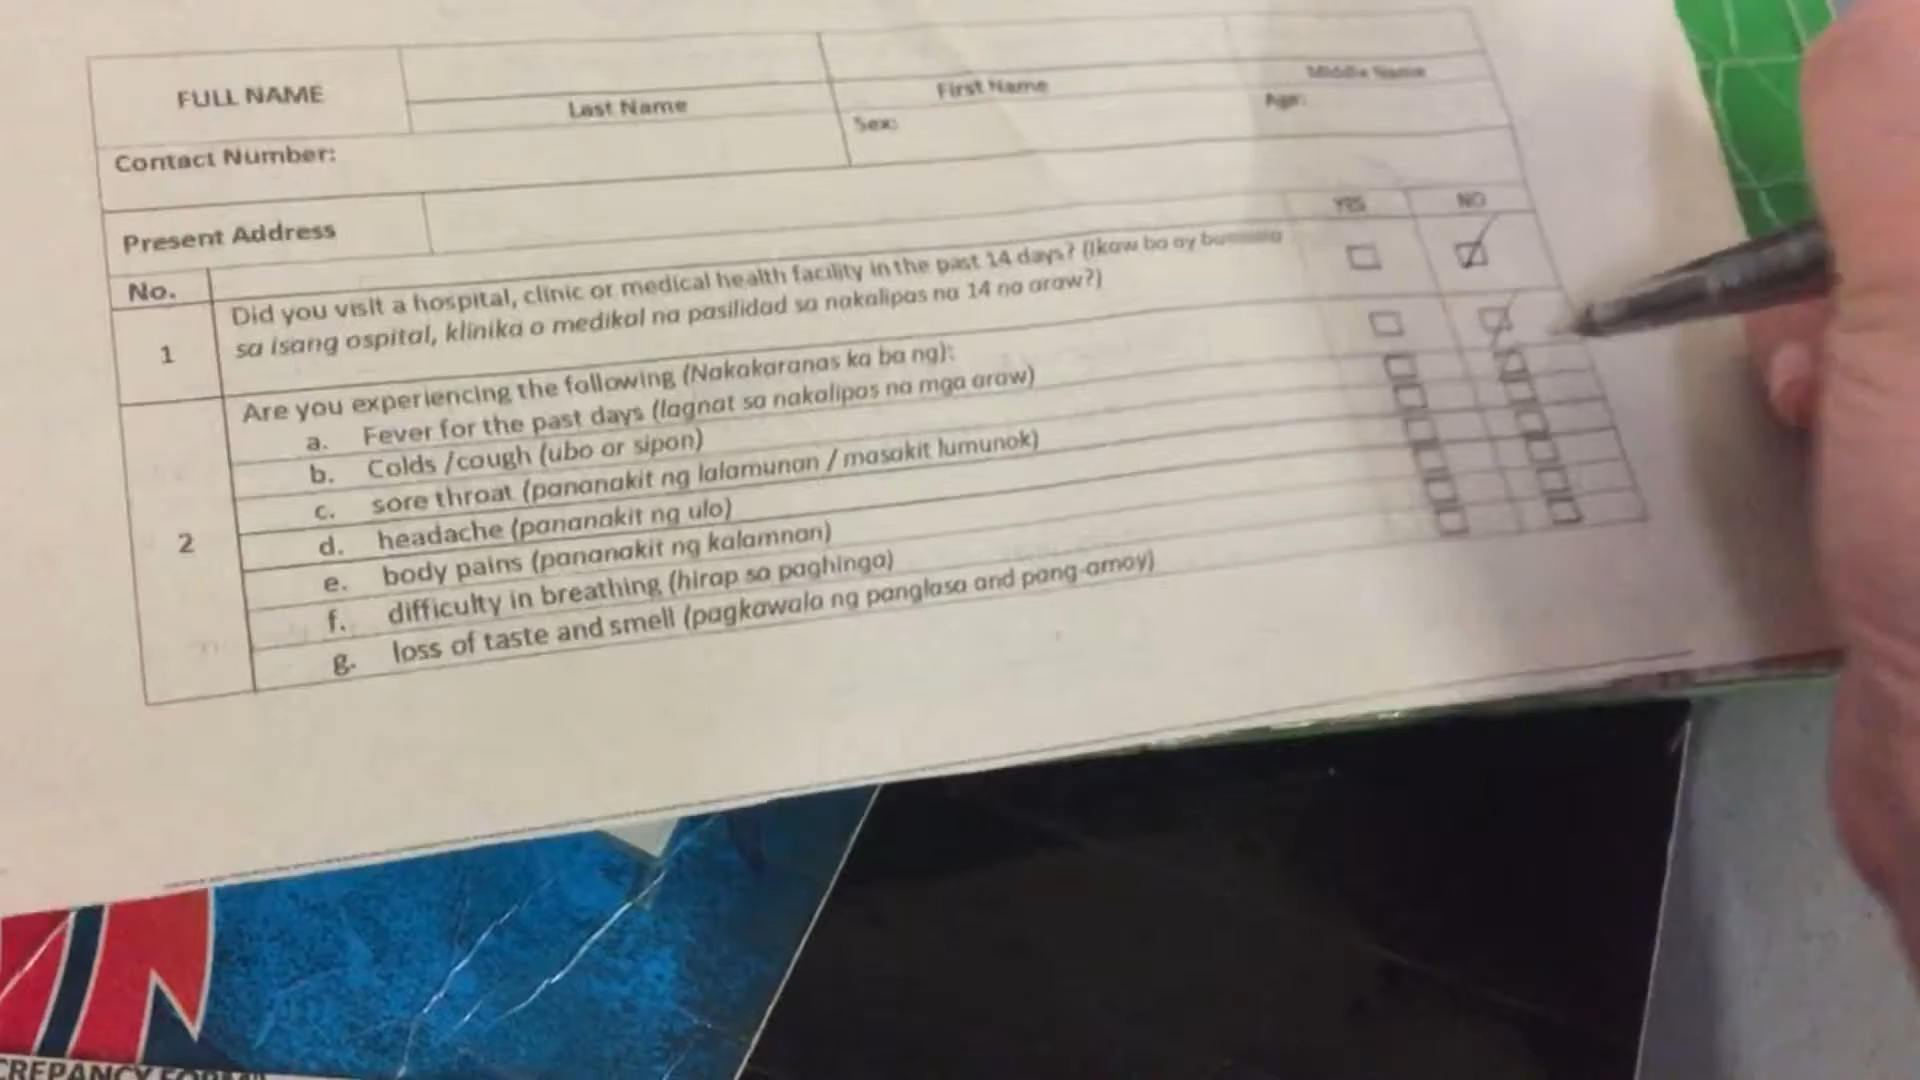 FULL NAME
Last Name
First Name
Middle Name
Contact Number:
Sex:
Age:
Present Address
No.
YES
NO
1
Did you visit a hospital, clinic or medical health facility in the past 14 days? (Ikaw ba ay
sa isang ospital, klinika o medikal na pasilidad sa nakalipas na 14 na araw?)
2
Are you experiencing the following (Nakakaranas ka ba ng):
a. Fever for the past days (lagnat sa nakalipas na mga araw)
b. Colds /cough (ubo or sipon)
c. sore throat (pananakit ng lalamunan / masakit lumunok)
d. headache (pananakit ng ulo)
e. body pains (pananakit ng kalamnan)
f. difficulty in breathing (hirap sa paghinga)
g. loss of taste and smell (pagkawala ng panglasa and pang-amoy)